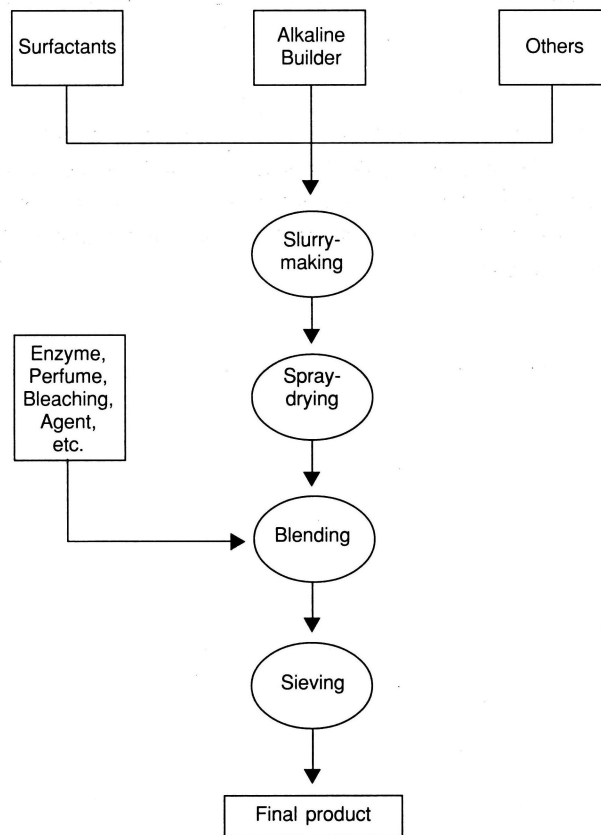 Surfactants
Alkaline
Builder
Others
Slurry-
making
Enzyme,
Perfume,
Bleaching,
Agent,
etc.
Spray-
drying
Blending
Sieving
Final product